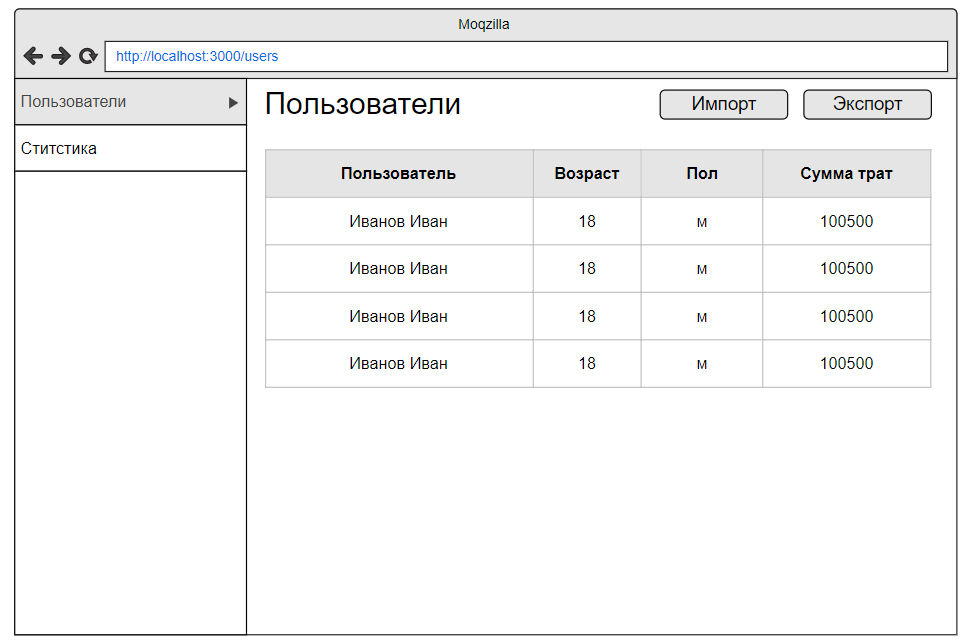 Moqzilla
http://localhost:3000/users
Пользователи
Ститстика
Пользователи Импорт Экспорт
Пользователь Возраст Пол Сумма трат
Иванов Иван 18 м 100500
Иванов Иван 18 м 100500
Иванов Иван 18 м 100500
Иванов Иван 18 м 100500